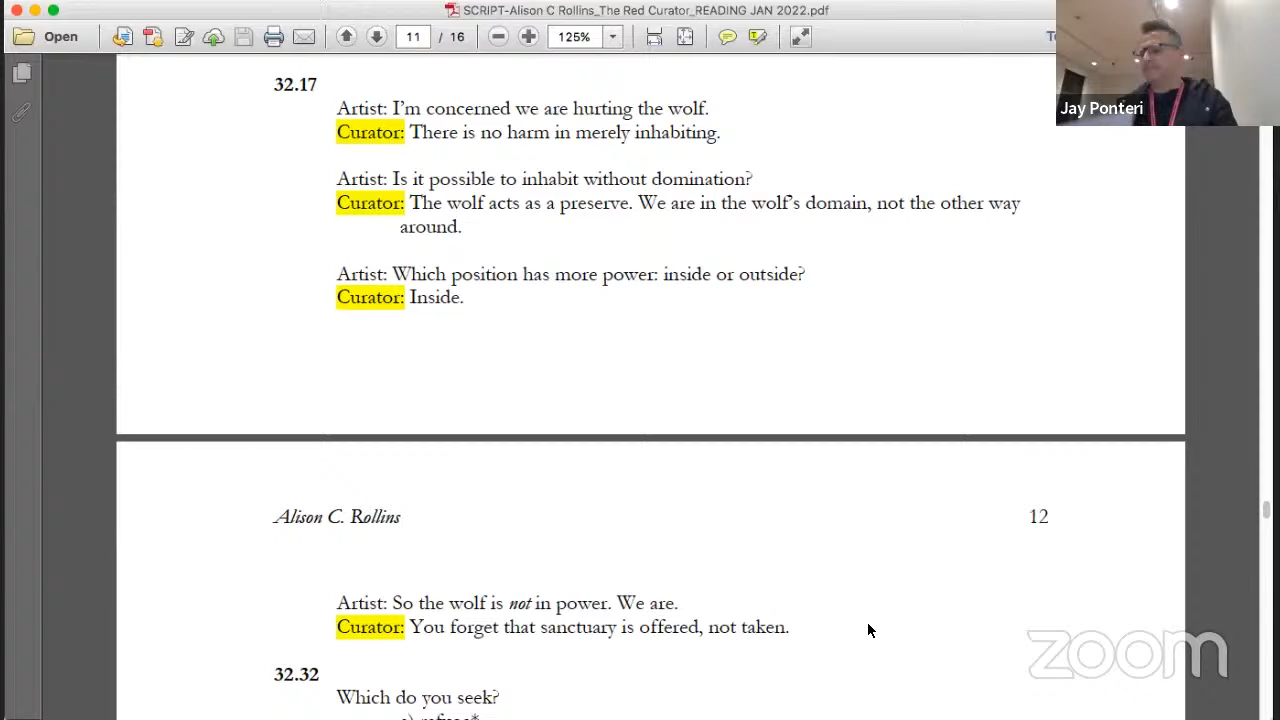 SCRIPT-Alison C Rollins_The Red Curator_READING JAN 2022.pdf
Open
11 / 16
125%
Jay Ponteri
32.17
Artist: I'm concerned we are hurting the wolf.
Curator: There is no harm in merely inhabiting.
Artist: Is it possible to inhabit without domination?
Curator: The wolf acts as a preserve. We are in the wolf's domain, not the other way
around.
Artist: Which position has more power: inside or outside?
Curator: Inside.
Alison C. Rollins 12
Artist: So the wolf is not in power. We are.
Curator: You forget that sanctuary is offered, not taken.
zoom
32.32
Which do you seek?